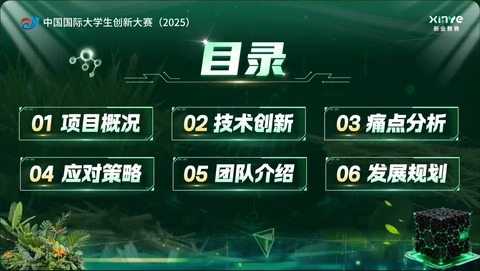 中国国际大学生创新大赛（2025）
XINYE
新业教赛
目录
01 项目概况
02 技术创新
03 痛点分析
04 应对策略
05 团队介绍
06 发展规划